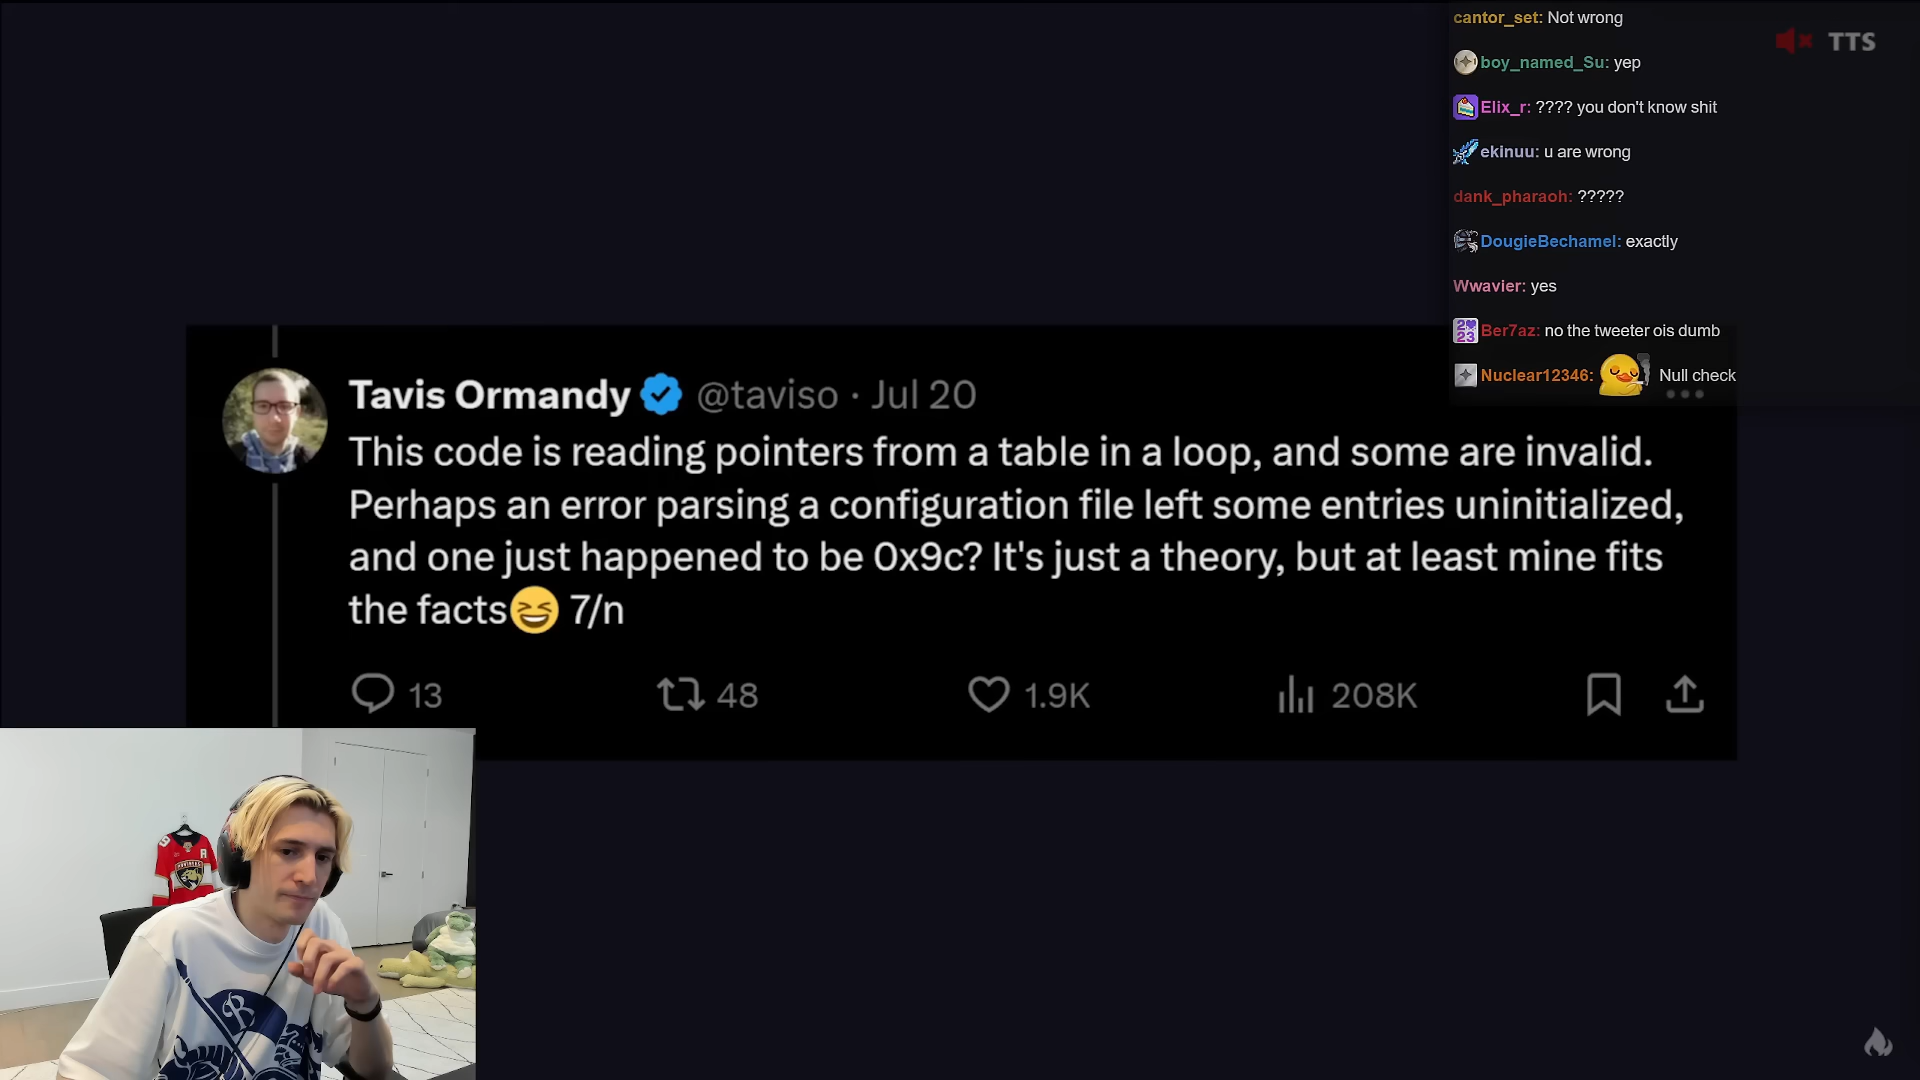 cantor_set: Not wrong
TTS
boy_named_Su: yep
Elix_r: ???? you don't know shit
ekinuu: u are wrong
dank_pharaoh: ?????
DougieBechamel: exactly
Wwavier: yes
Ber7az: no the tweeter ois dumb
Nuclear12346: Null check
Tavis Ormandy @taviso · Jul 20
This code is reading pointers from a table in a loop, and some are invalid.
Perhaps an error parsing a configuration file left some entries uninitialized,
and one just happened to be 0x9c? It's just a theory, but at least mine fits
the facts😆 7/n
13 48 1.9K 208K